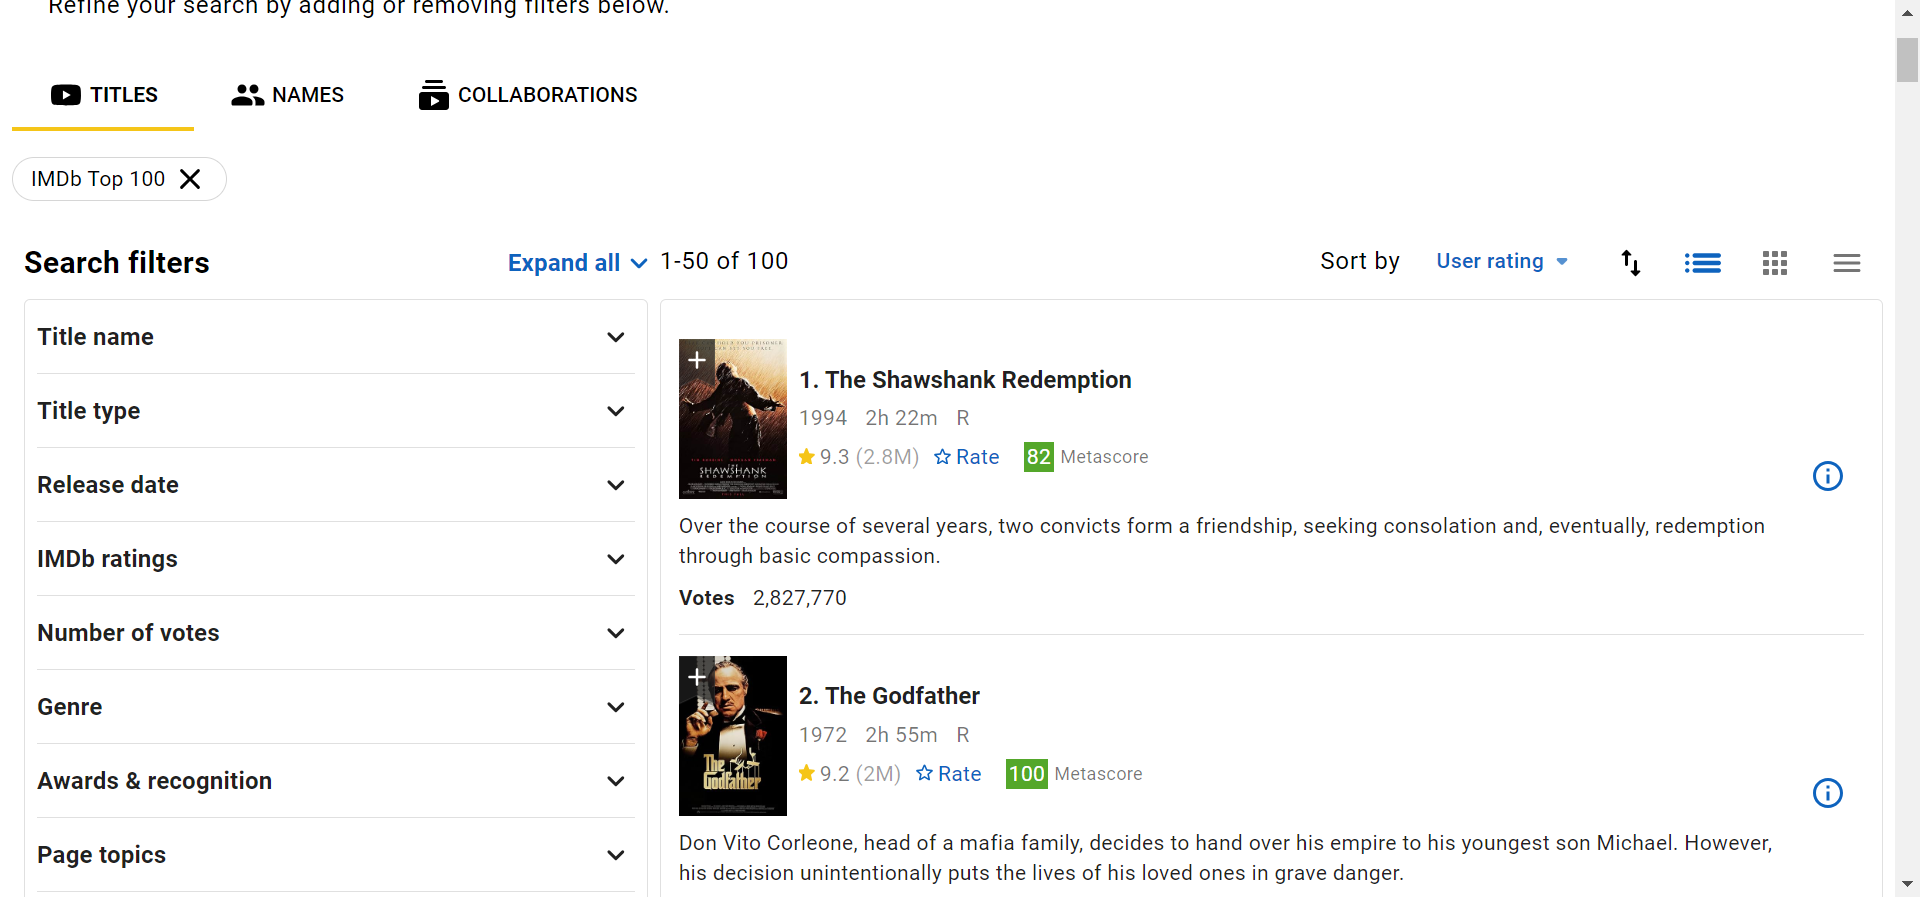 Refine your search by adding or removing filters below.
TITLES
NAMES
COLLABORATIONS
IMDb Top 100
Search filters
Expand all
1-50 of 100
Sort by
User rating
Title name
Title type
Release date
IMDb ratings
Number of votes
Genre
Awards & recognition
Page topics
THE
SHAWSHANK
REDEMPTION
1. The Shawshank Redemption
1994 2h 22m R
9.3 (2.8M) Rate 82 Metascore
Over the course of several years, two convicts form a friendship, seeking consolation and, eventually, redemption
through basic compassion.
Votes 2,827,770
The
Godfather
2. The Godfather
1972 2h 55m R
9.2 (2M) Rate 100 Metascore
Don Vito Corleone, head of a mafia family, decides to hand over his empire to his youngest son Michael. However,
his decision unintentionally puts the lives of his loved ones in grave danger.